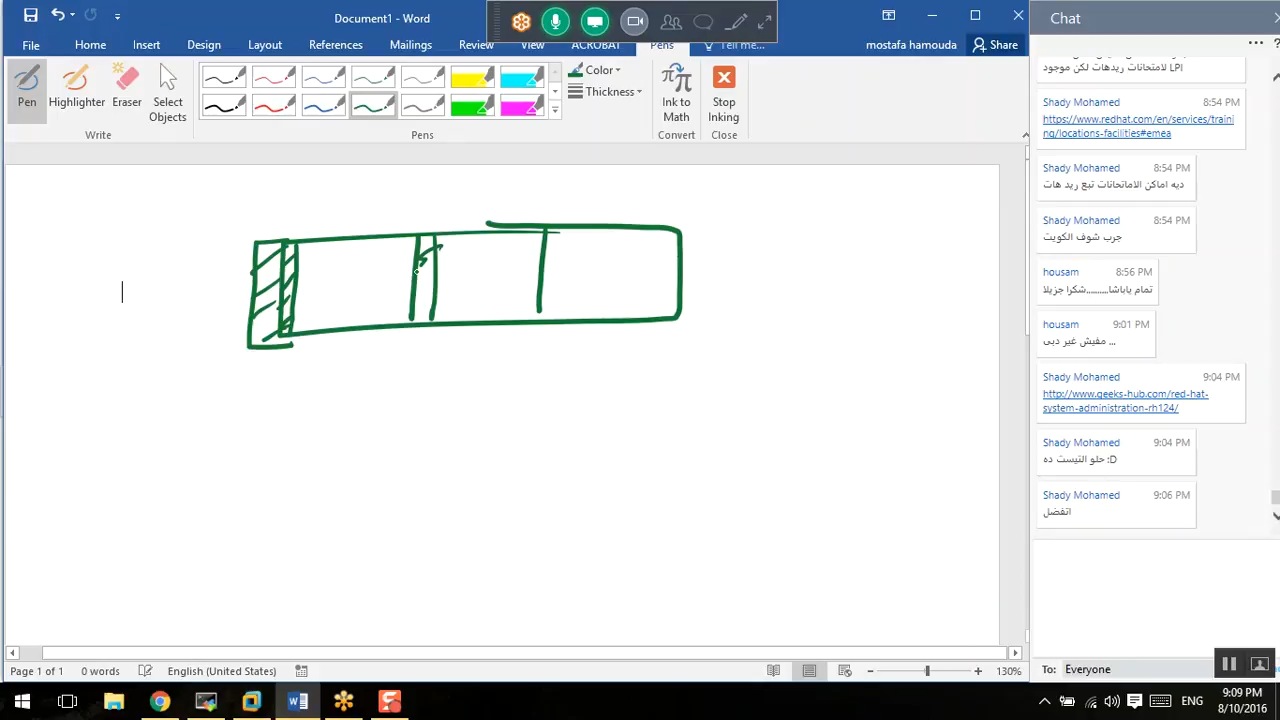 Document1 - Word
Chat
File
Home
Insert
Design
Layout
References
Mailings
Review
View
ACROBAT
Pens
Tell me...
mostafa hamouda
Share
Pen
Highlighter
Eraser
Select
Objects
Color
Thickness
Ink to
Math
Stop
Inking
Write
Pens
Convert
Close
LPI لامتحانات ريدهات لكن موجود
Shady Mohamed 8:54 PM
https://www.redhat.com/en/services/traini
ng/locations-facilities#emea
Shady Mohamed 8:54 PM
ديه اماكن الاماتحانات تبع ريد هات
Shady Mohamed 8:54 PM
جرب شوف الكويت
housam 8:56 PM
تمام ياباشا..........شكرا جزيلا
housam 9:01 PM
مفيش غير دبى ...
Shady Mohamed 9:04 PM
http://www.geeks-hub.com/red-hat-
system-administration-rh124/
Shady Mohamed 9:04 PM
حلو التيست ده :D
Shady Mohamed 9:06 PM
اتفضل
To: Everyone
Page 1 of 1
0 words
English (United States)
130%
ENG
9:09 PM
8/10/2016